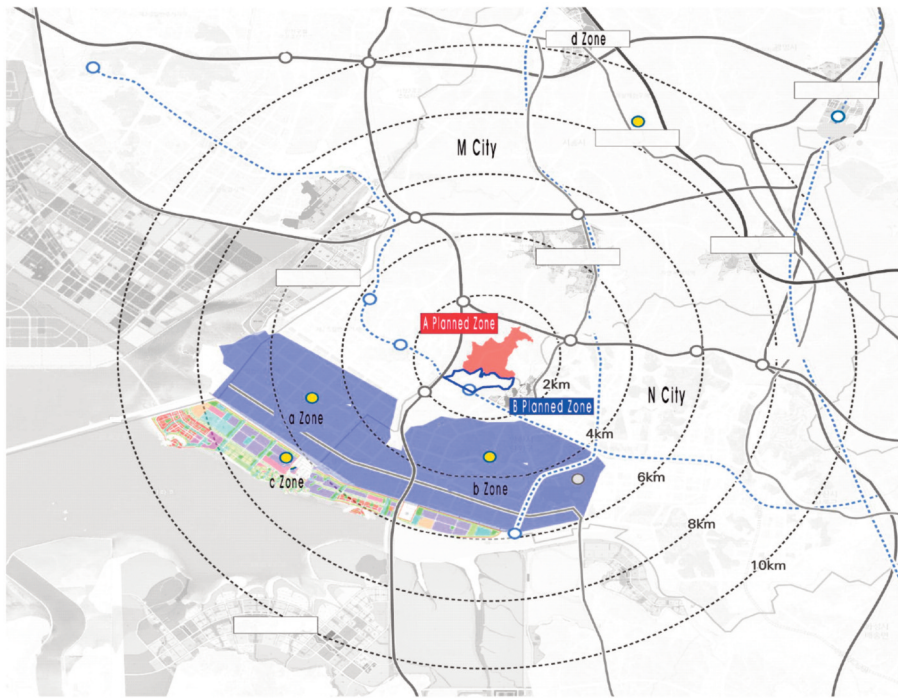 d Zone
M City
A Planned Zone
2km
N City
B Planned Zone
a Zone
4km
b Zone
6km
c Zone
8km
10km